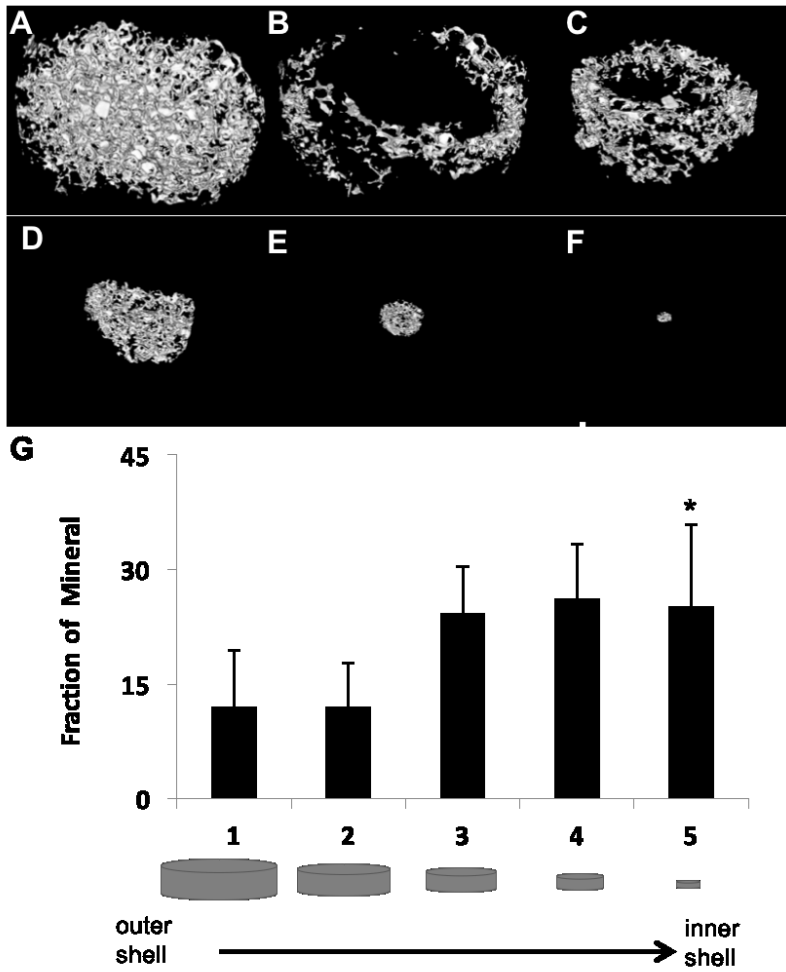 A B C
D E F
G
Fraction of Mineral
45
30
15
0
*
1 2 3 4 5
outer shell
inner shell